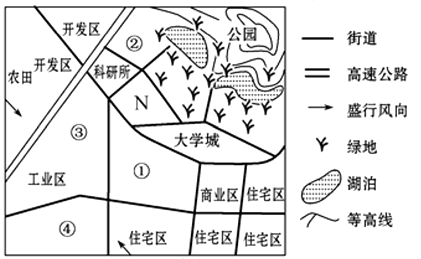 开发区
②
公园
农田
开发区
科研所
N
③
大学城
工业区
①
商业区
住宅区
④
住宅区
住宅区
住宅区
街道
高速公路
盛行风向
绿地
湖泊
等高线